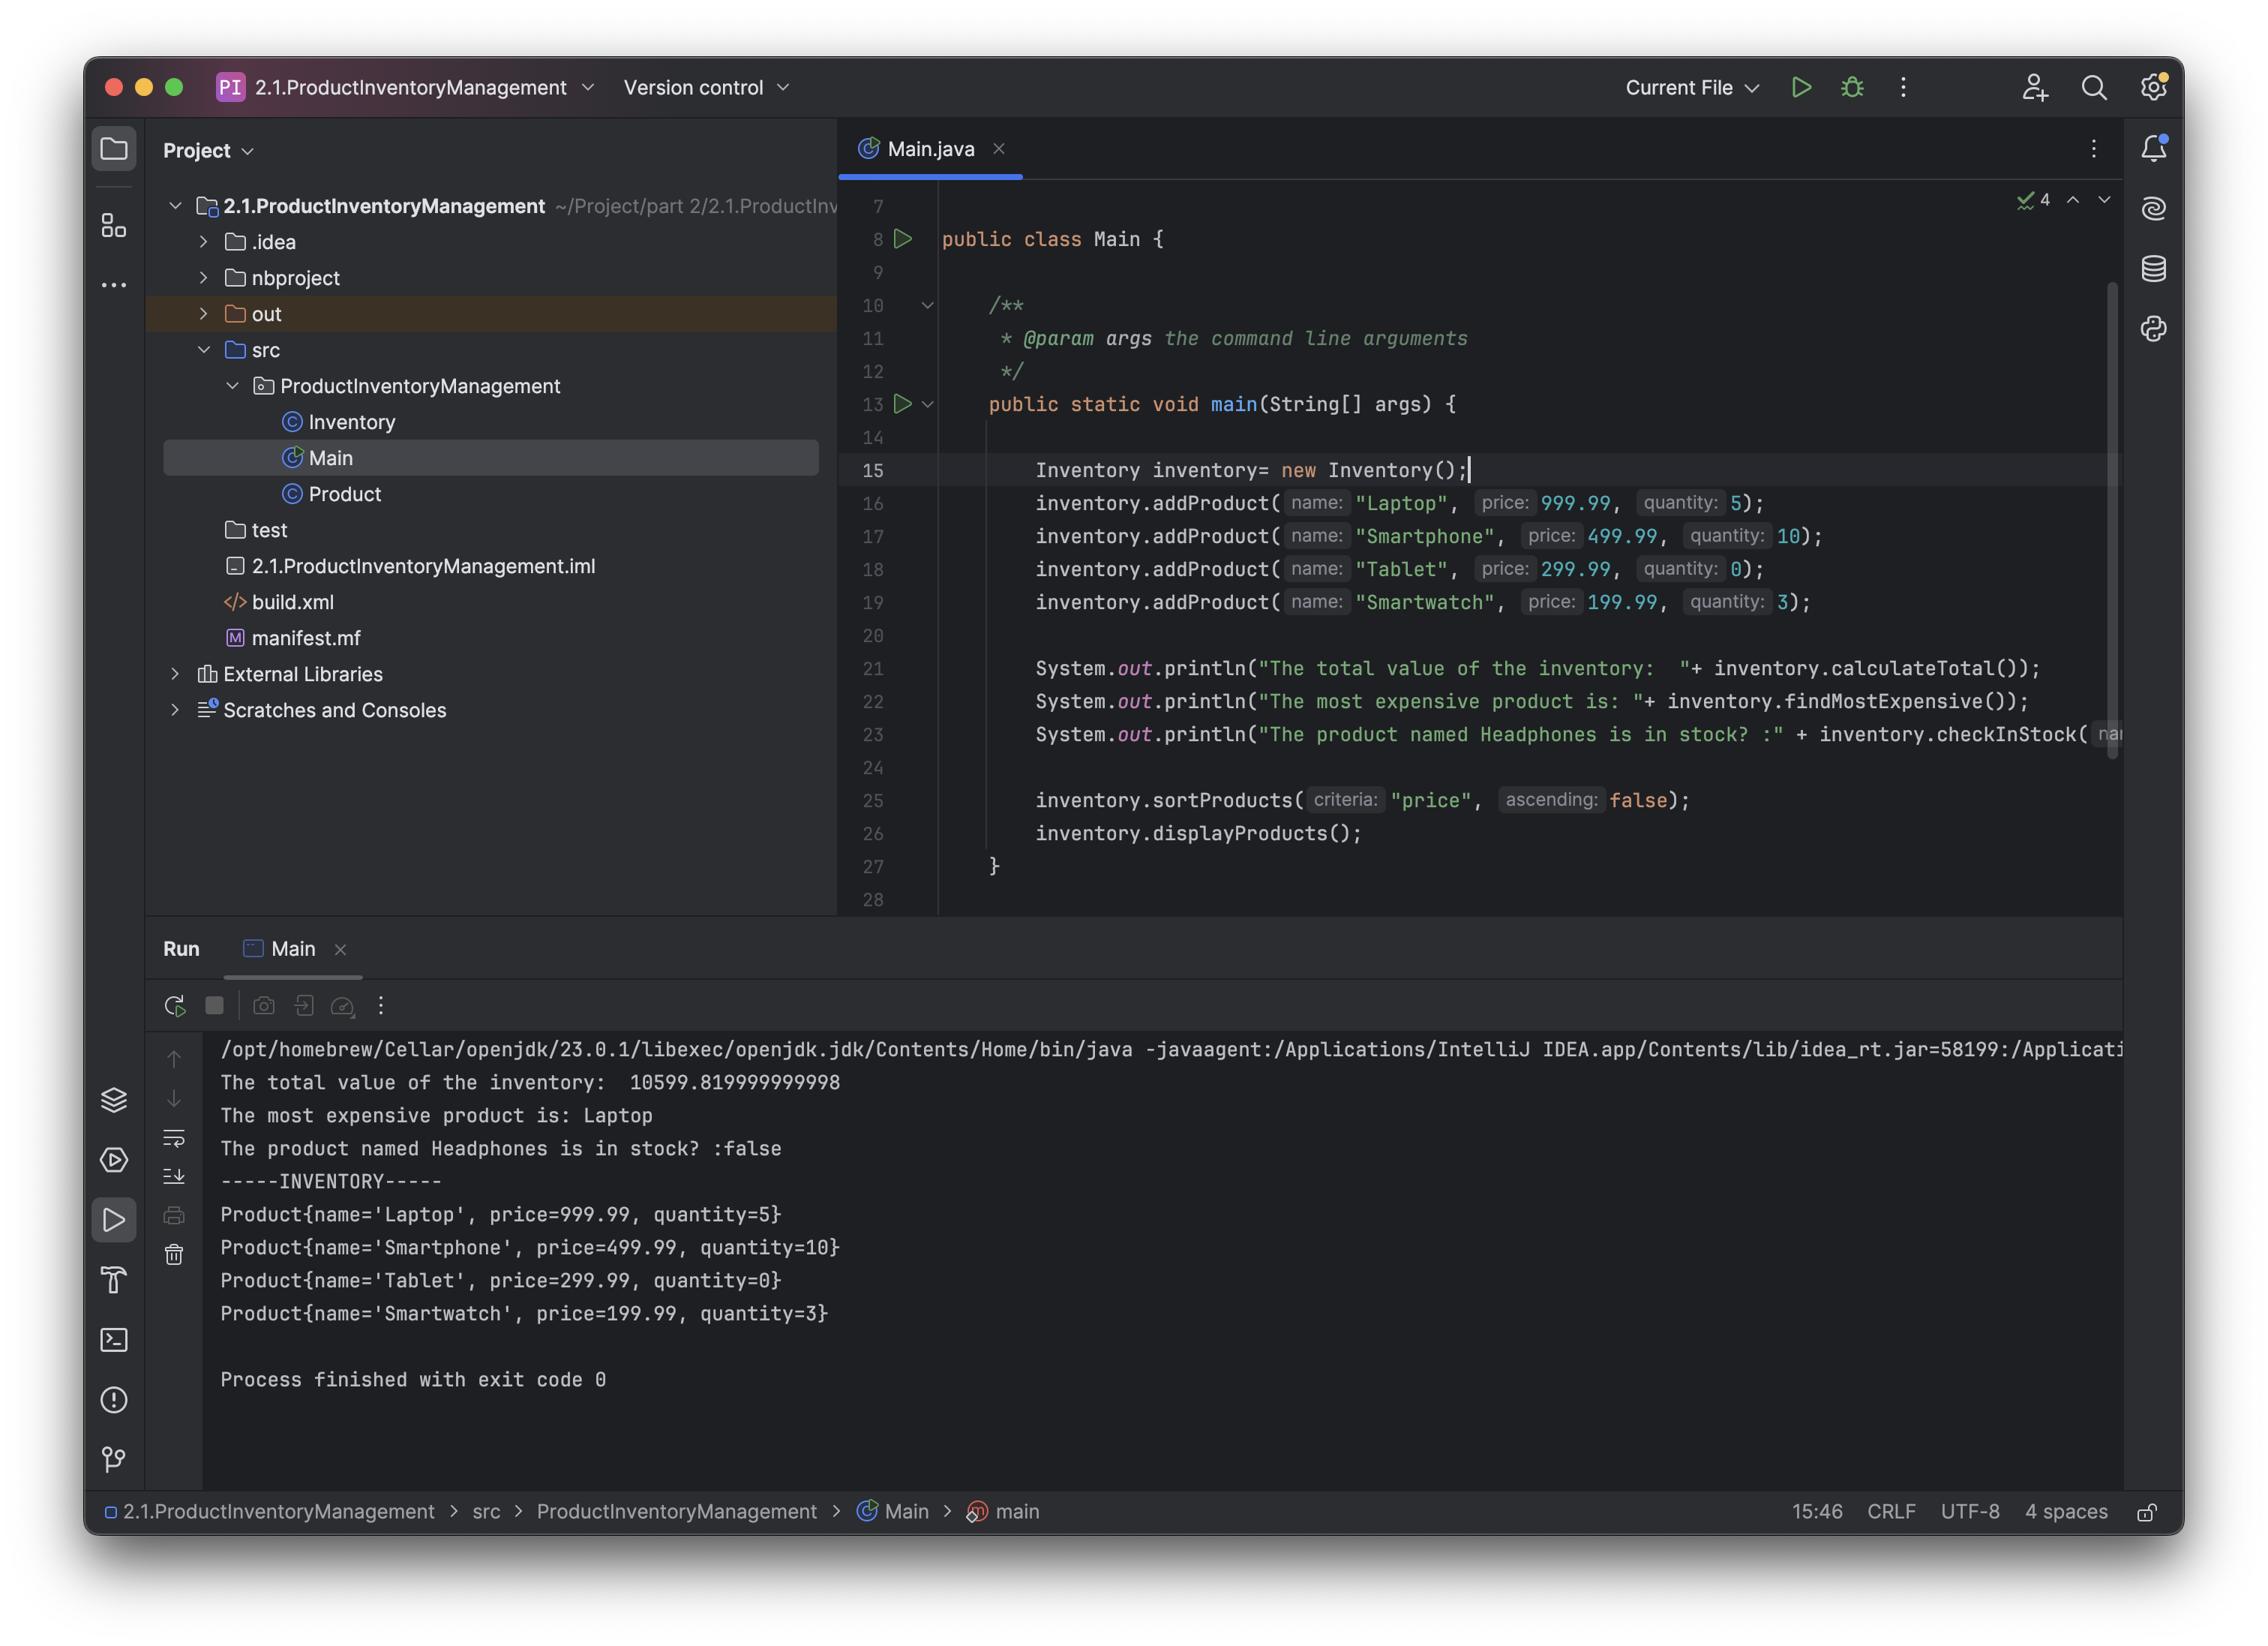 PI 2.1.ProductInventoryManagement Version control Current File
Project
2.1.ProductInventoryManagement ~/Project/part 2/2.1.ProductInv
.idea
nbproject
out
src
ProductInventoryManagement
Inventory
Main
Product
test
2.1.ProductInventoryManagement.iml
build.xml
manifest.mf
External Libraries
Scratches and Consoles
Main.java
4
7
8 public class Main {
9
10 /**
11 * @param args the command line arguments
12 */
13 public static void main(String[] args) {
14
15 Inventory inventory= new Inventory();
16 inventory.addProduct( name: "Laptop", price: 999.99, quantity: 5);
17 inventory.addProduct( name: "Smartphone", price: 499.99, quantity: 10);
18 inventory.addProduct( name: "Tablet", price: 299.99, quantity: 0);
19 inventory.addProduct( name: "Smartwatch", price: 199.99, quantity: 3);
20
21 System.out.println("The total value of the inventory:  "+ inventory.calculateTotal());
22 System.out.println("The most expensive product is: "+ inventory.findMostExpensive());
23 System.out.println("The product named Headphones is in stock? :" + inventory.checkInStock( nar
24
25 inventory.sortProducts( criteria: "price", ascending: false);
26 inventory.displayProducts();
27 }
28
Run Main
/opt/homebrew/Cellar/openjdk/23.0.1/libexec/openjdk.jdk/Contents/Home/bin/java -javaagent:/Applications/IntelliJ IDEA.app/Contents/lib/idea_rt.jar=58199:/Applicati
The total value of the inventory:  10599.819999999998
The most expensive product is: Laptop
The product named Headphones is in stock? :false
-----INVENTORY-----
Product{name='Laptop', price=999.99, quantity=5}
Product{name='Smartphone', price=499.99, quantity=10}
Product{name='Tablet', price=299.99, quantity=0}
Product{name='Smartwatch', price=199.99, quantity=3}
Process finished with exit code 0
2.1.ProductInventoryManagement > src > ProductInventoryManagement > Main > main 15:46 CRLF UTF-8 4 spaces